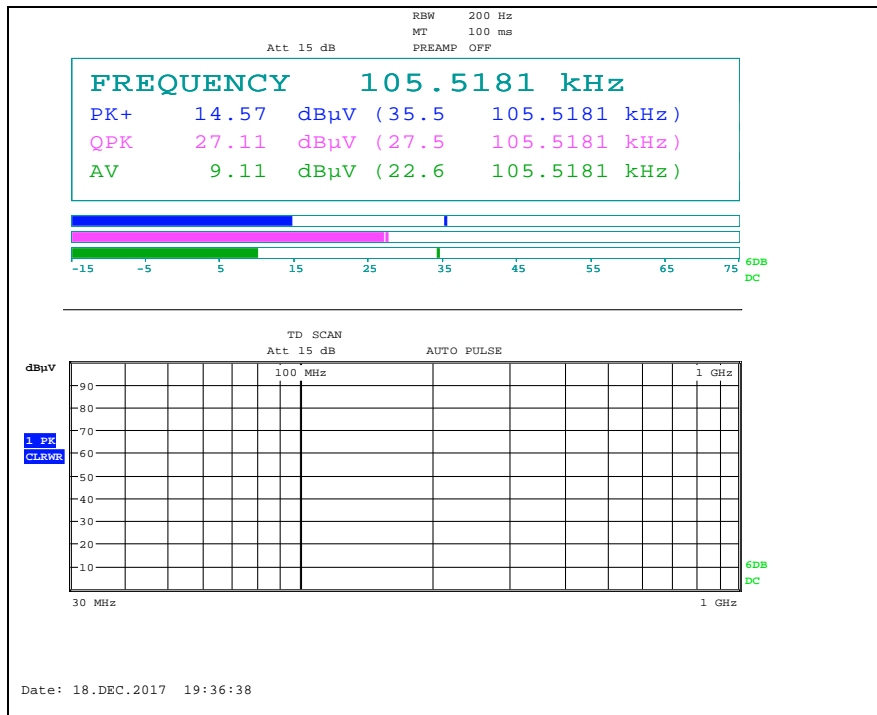 RBW 200 Hz
MT 100 ms
Att 15 dB PREAMP OFF
FREQUENCY 105.5181 kHz
PK+ 14.57 dBµV (35.5 105.5181 kHz)
QPK 27.11 dBµV (27.5 105.5181 kHz)
AV 9.11 dBµV (22.6 105.5181 kHz)
-15 -5 5 15 25 35 45 55 65 75
6DB
DC
TD SCAN
Att 15 dB AUTO PULSE
dBµV
100 MHz 1 GHz
90
80
70
1 PK
CLRWR
60
50
40
30
20
10
6DB
DC
30 MHz 1 GHz
Date: 18.DEC.2017 19:36:38